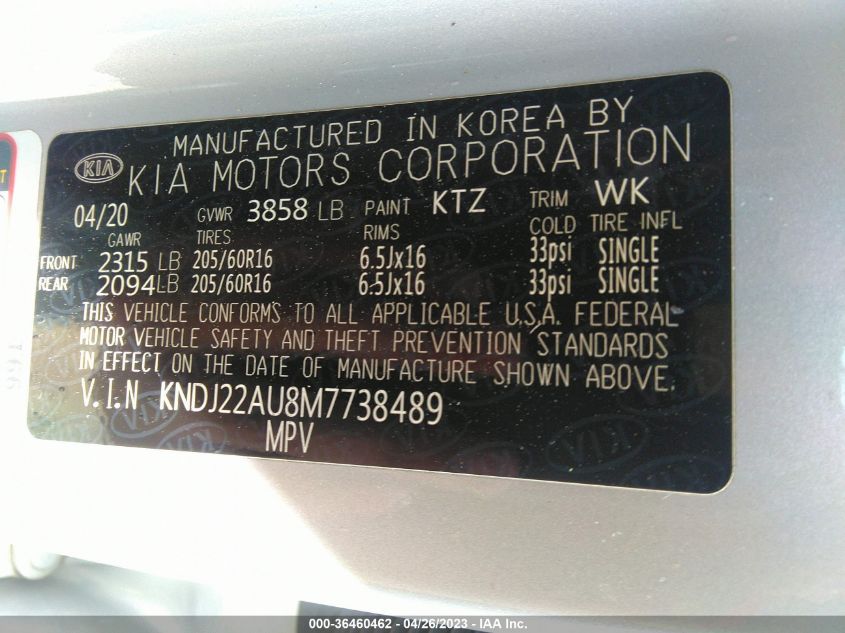 MANUFACTURED IN KOREA BY
KIA KIA MOTORS CORPORATION
04/20 GVWR 3858 LB PAINT KTZ TRIM WK
GAWR TIRES RIMS COLD TIRE INFL
FRONT 2315 LB 205/60R16 6.5Jx16 33psi SINGLE
REAR 2094 LB 205/60R16 6.5Jx16 33psi SINGLE
THIS VEHICLE CONFORMS TO ALL APPLICABLE U.S.A. FEDERAL
MOTOR VEHICLE SAFETY AND THEFT PREVENTION STANDARDS
IN EFFECT ON THE DATE OF MANUFACTURE SHOWN ABOVE.
V.I.N KNDJ22AU8M7738489
MPV
000-36460462 - 04/26/2023 - IAA Inc.